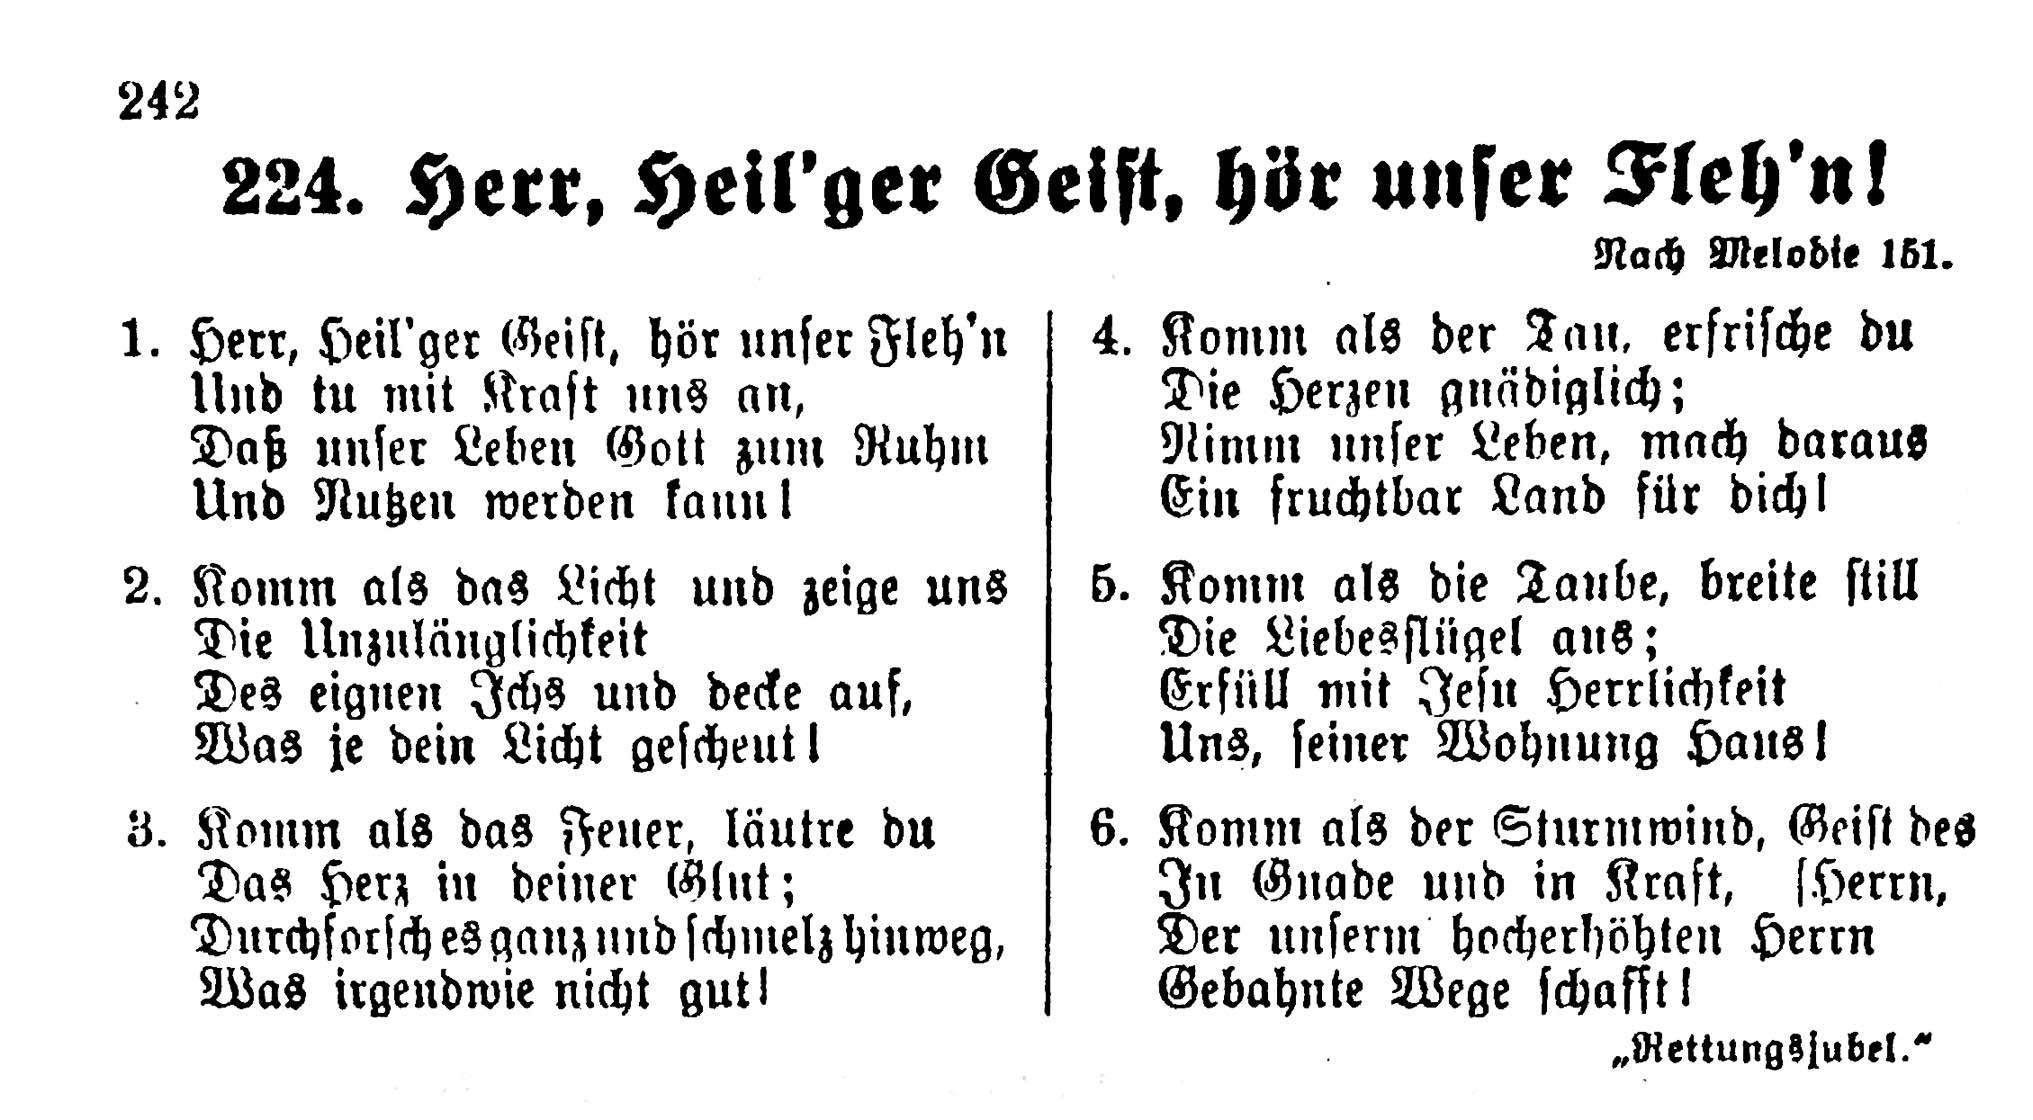 242
224. Herr, Heil'ger Geist, hör unser Fleh'n!
Nach Melodie 151.
1. Herr, Heil'ger Geist, hör unser Fleh'n
Und tu mit Kraft uns an,
Daß unser Leben Gott zum Ruhm
Und Nutzen werden kann!
2. Komm als das Licht und zeige uns
Die Unzulänglichkeit
Des eignen Ichs und decke auf,
Was je dein Licht gescheut!
3. Komm als das Feuer, läutre du
Das Herz in deiner Glut;
Durchforsch es ganz und schmelz hinweg,
Was irgendwie nicht gut!
4. Komm als der Tau, erfrische du
Die Herzen gnädiglich;
Nimm unser Leben, mach daraus
Ein fruchtbar Land für dich!
5. Komm als die Taube, breite still
Die Liebesflügel aus;
Erfüll mit Jesu Herrlichkeit
Uns, seiner Wohnung Haus!
6. Komm als der Sturmwind, Geist des
In Gnade und in Kraft, [Herrn,
Der unserm hocherhöhten Herrn
Gebahnte Wege schafft!
„Rettungsjubel.“